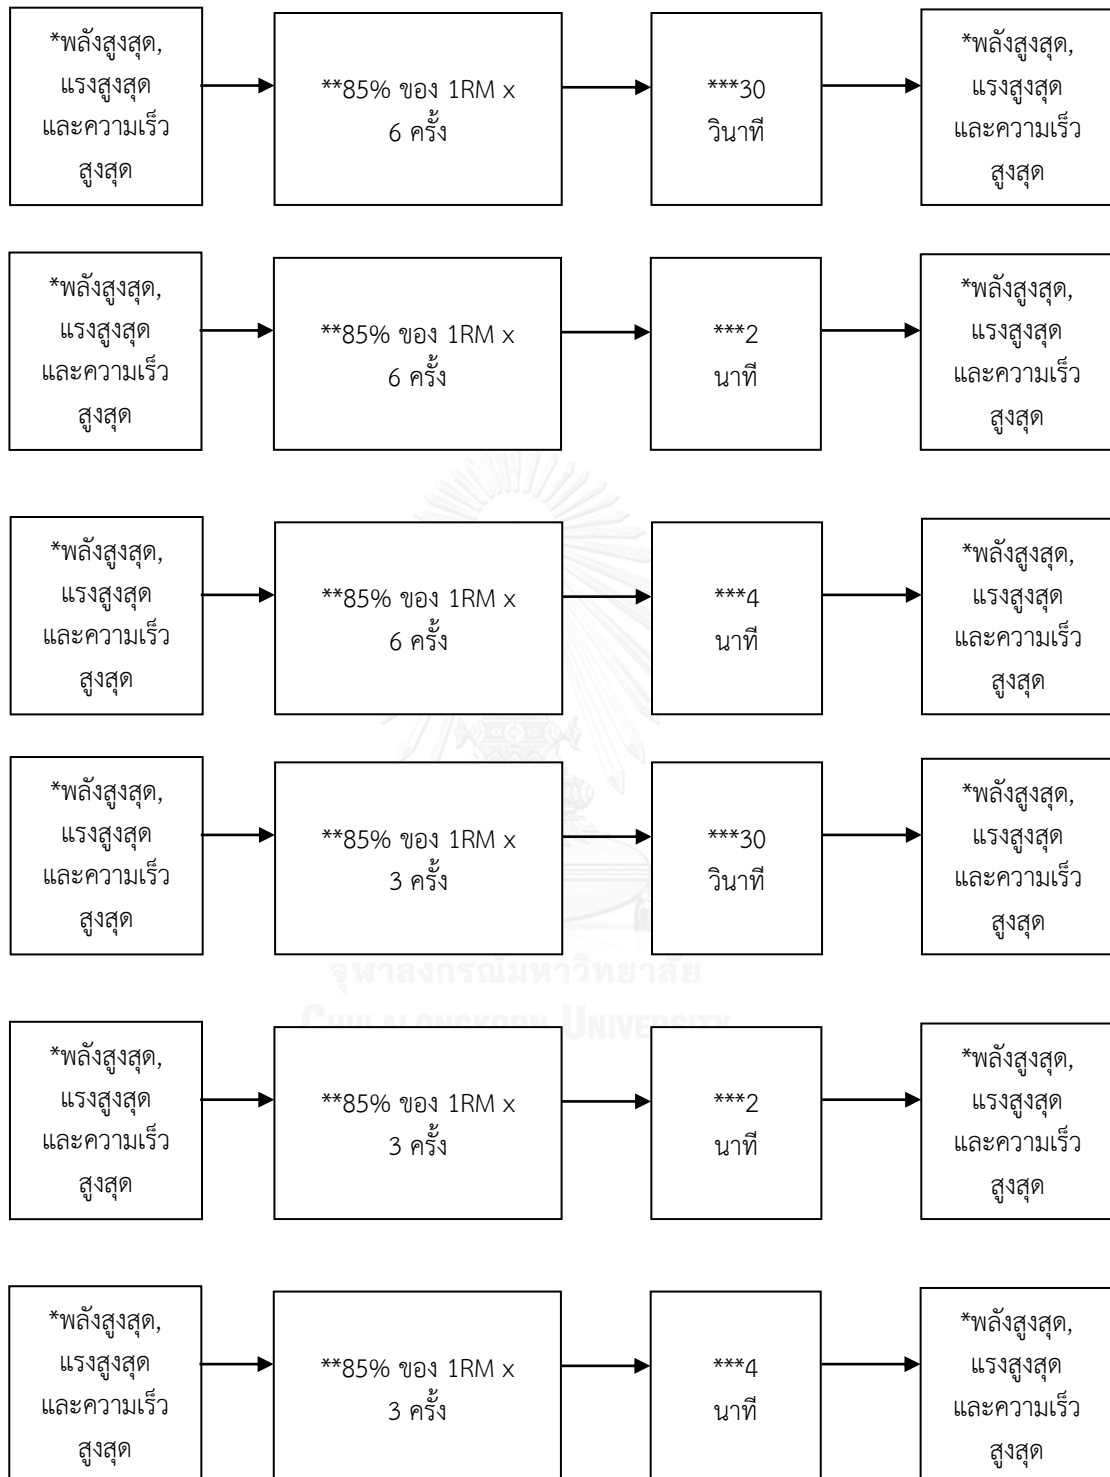 *พลังสูงสุด,
แรงสูงสุด
และความเร็ว
สูงสุด
**85% ของ 1RM x
6 ครั้ง
***30
วินาที
*พลังสูงสุด,
แรงสูงสุด
และความเร็ว
สูงสุด
*พลังสูงสุด,
แรงสูงสุด
และความเร็ว
สูงสุด
**85% ของ 1RM x
6 ครั้ง
***2
นาที
*พลังสูงสุด,
แรงสูงสุด
และความเร็ว
สูงสุด
*พลังสูงสุด,
แรงสูงสุด
และความเร็ว
สูงสุด
**85% ของ 1RM x
6 ครั้ง
***4
นาที
*พลังสูงสุด,
แรงสูงสุด
และความเร็ว
สูงสุด
*พลังสูงสุด,
แรงสูงสุด
และความเร็ว
สูงสุด
**85% ของ 1RM x
3 ครั้ง
***30
วินาที
*พลังสูงสุด,
แรงสูงสุด
และความเร็ว
สูงสุด
จุฬาลงกรณ์มหาวิทยาลัย
CHULALONGKORN UNIVERSITY
*พลังสูงสุด,
แรงสูงสุด
และความเร็ว
สูงสุด
**85% ของ 1RM x
3 ครั้ง
***2
นาที
*พลังสูงสุด,
แรงสูงสุด
และความเร็ว
สูงสุด
*พลังสูงสุด,
แรงสูงสุด
และความเร็ว
สูงสุด
**85% ของ 1RM x
3 ครั้ง
***4
นาที
*พลังสูงสุด,
แรงสูงสุด
และความเร็ว
สูงสุด